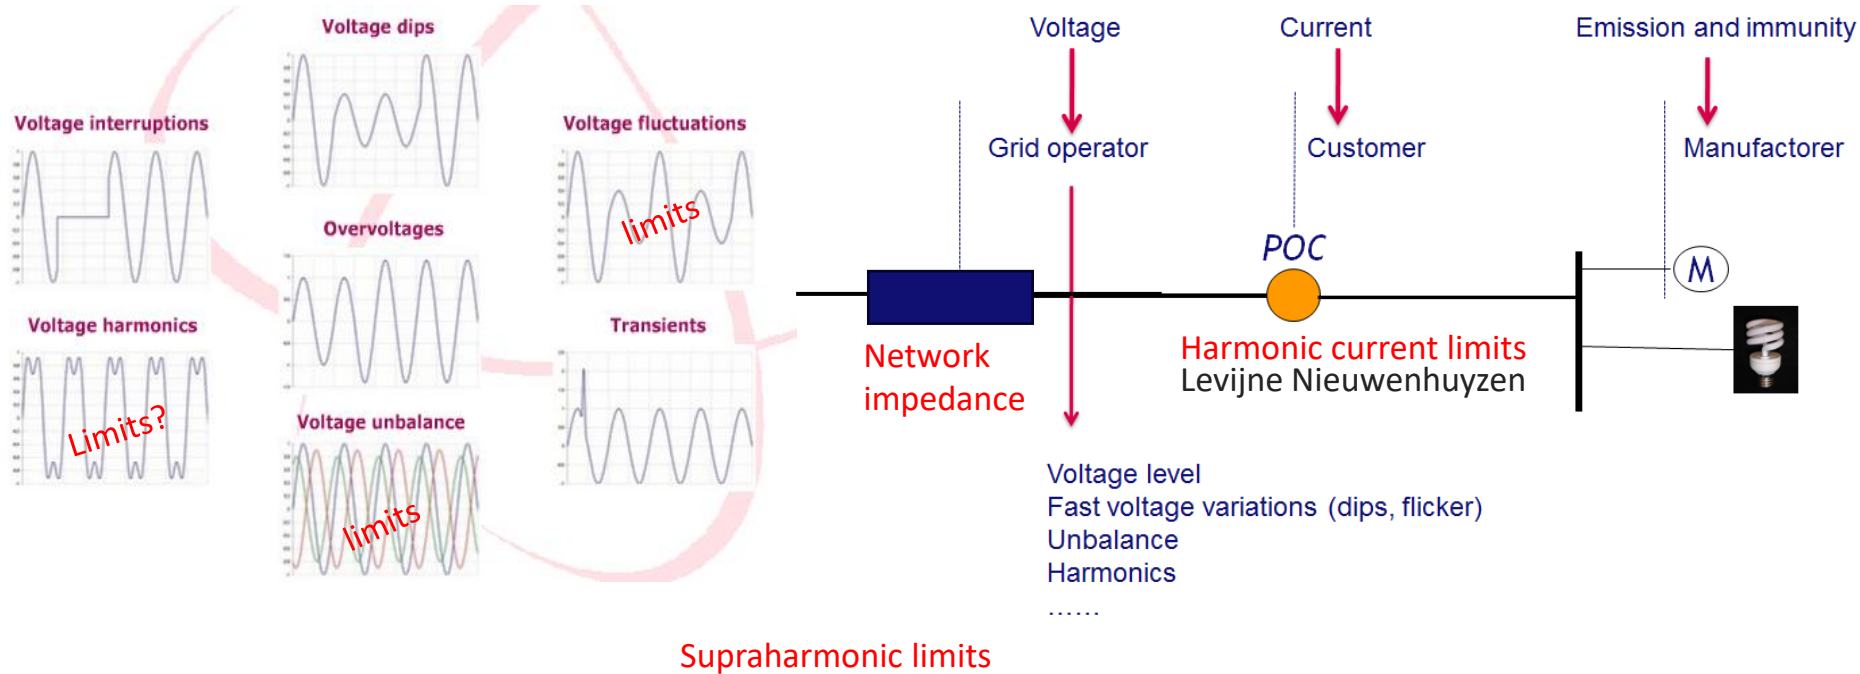 Voltage dips
Voltage interruptions
Voltage fluctuations
limits
Overvoltages
Voltage harmonics
Limits?
Transients
Voltage unbalance
limits
Voltage
Current
Emission and immunity
Grid operator
Customer
Manufactorer
POC
M
Network
impedance
Harmonic current limits
Levijne Nieuwenhuyzen
Voltage level
Fast voltage variations (dips, flicker)
Unbalance
Harmonics
......
Supraharmonic limits